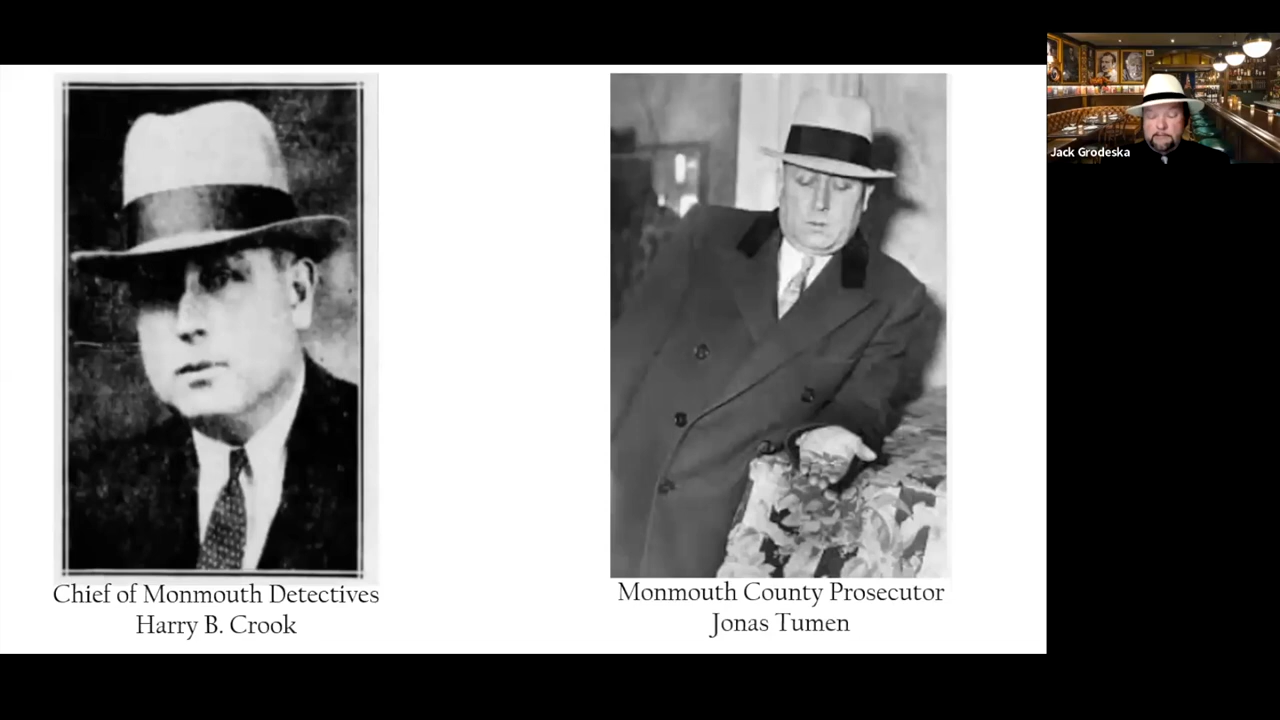 Chief of Monmouth Detectives
Harry B. Crook
Monmouth County Prosecutor
Jonas Tumen
Jack Grodeska